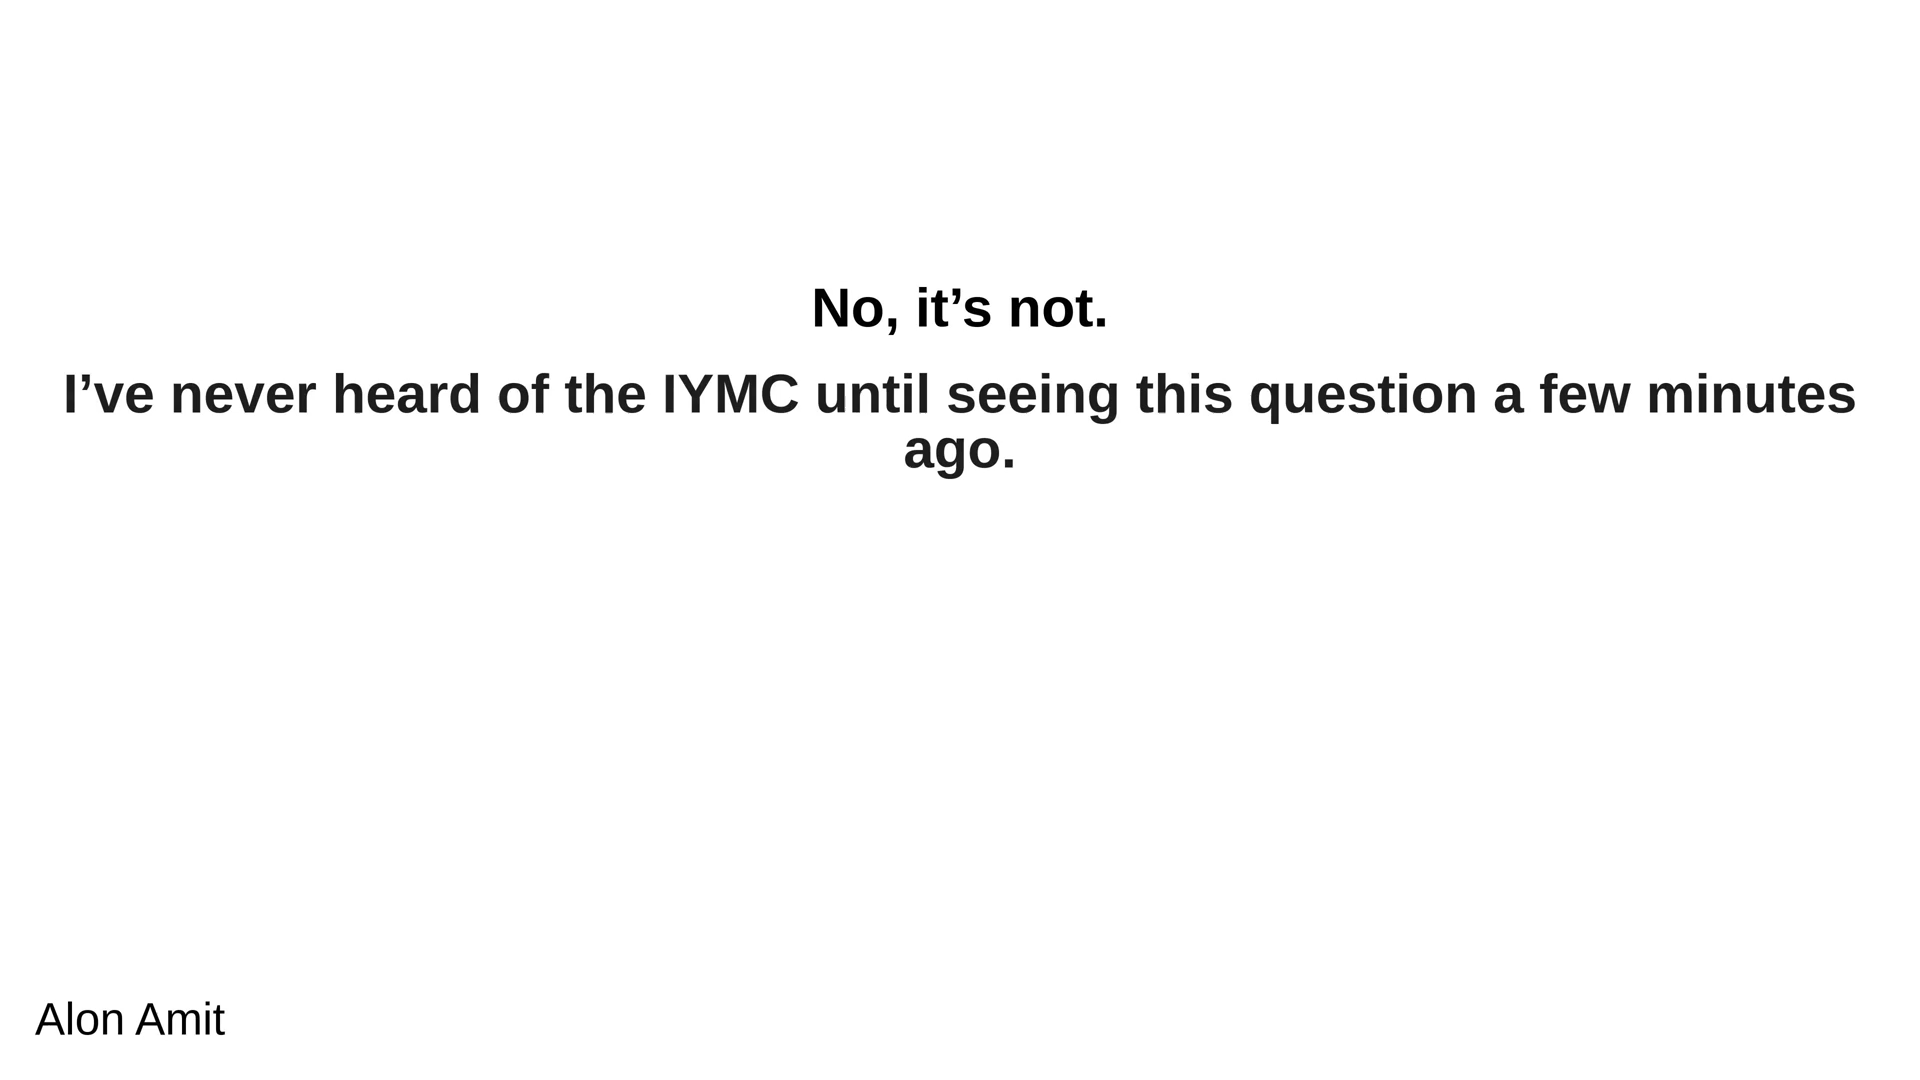 No, it’s not.
I’ve never heard of the IYMC until seeing this question a few minutes
ago.
Alon Amit